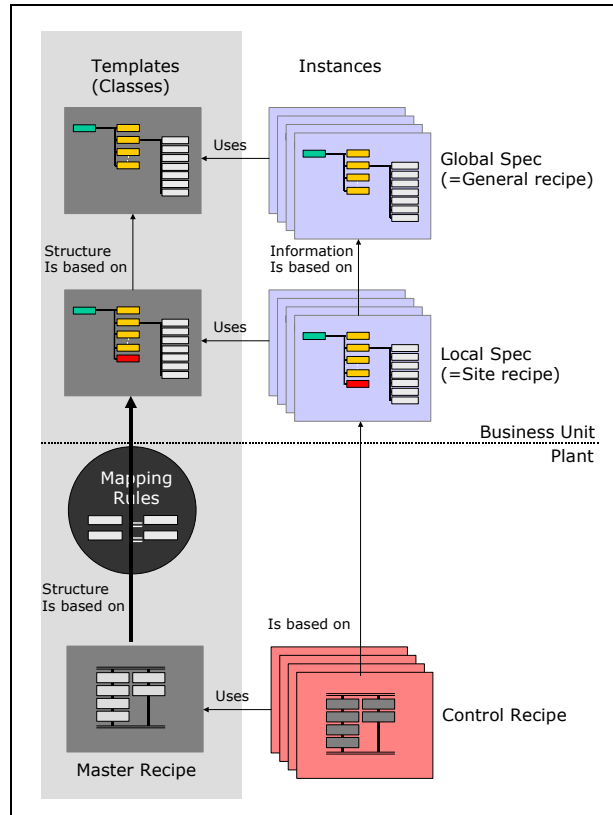 Templates
(Classes)
Instances
Uses
Global Spec
(=General recipe)
Structure
Is based on
Information
Is based on
Uses
Local Spec
(=Site recipe)
Business Unit
Plant
Mapping
Rules
Structure
Is based on
Is based on
Uses
Control Recipe
Master Recipe